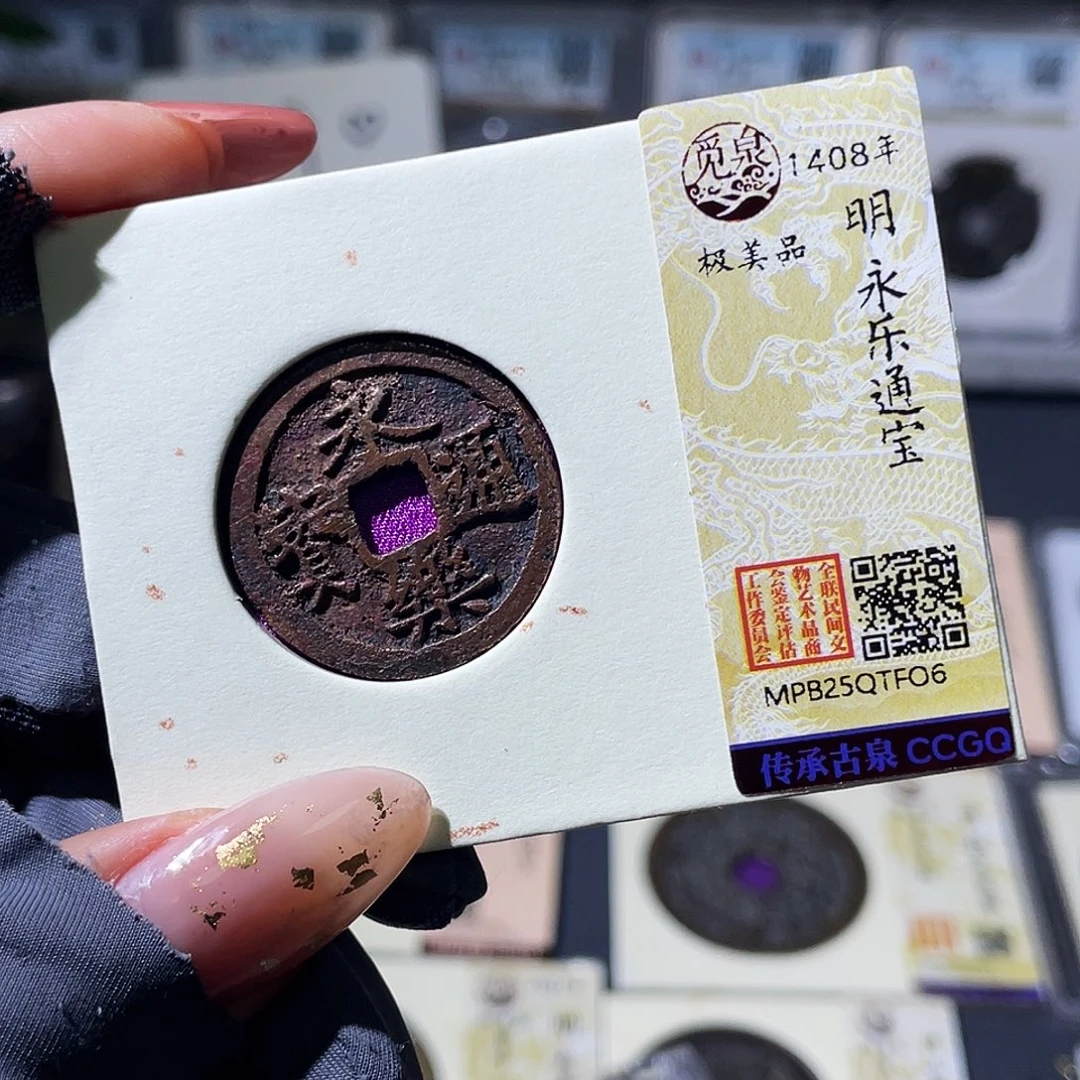 永樂通寳
觅泉
1408年
明 永乐通宝
极美品
全联民间文
物艺术品商
会鉴定评估
工作委员会
MPB25QTF06
传承古泉 CCGQ